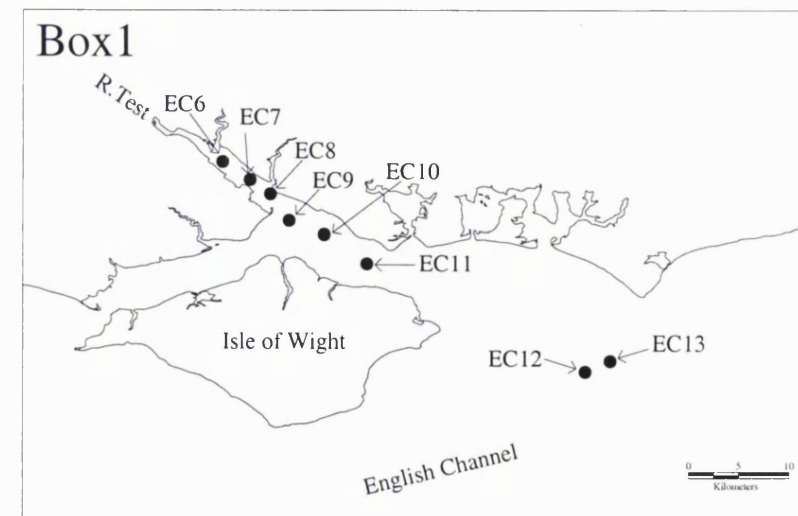 Box1
R. Test
EC6
EC7
EC8
EC9
EC10
EC11
Isle of Wight
EC12
EC13
English Channel
0 5 10
Kilometers